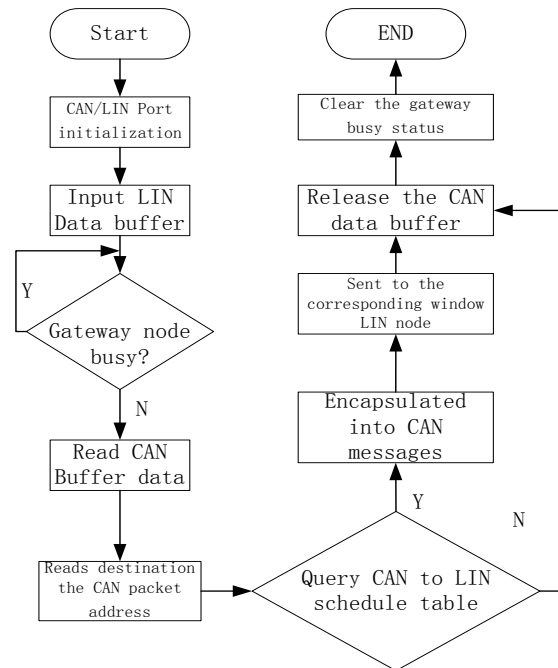 Start
CAN/LIN Port
initialization
Input LIN
Data buffer
Y
Gateway node
busy?
N
Read CAN
Buffer data
Reads destination
the CAN packet
address
Query CAN to LIN
schedule table
Y
N
Encapsulated
into CAN
messages
Sent to the
corresponding window
LIN node
Release the CAN
data buffer
Clear the gateway
busy status
END